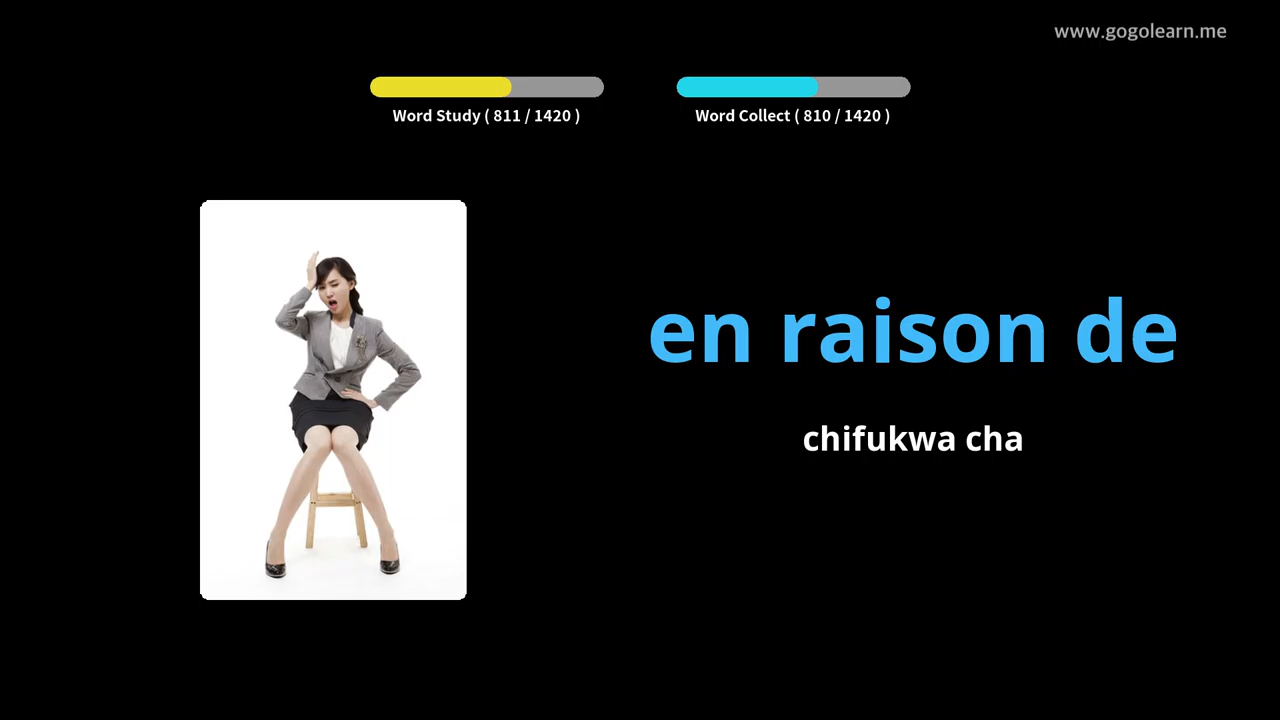 www.gogolearn.me
Word Study ( 811 / 1420 )
Word Collect ( 810 / 1420 )
en raison de
chifukwa cha